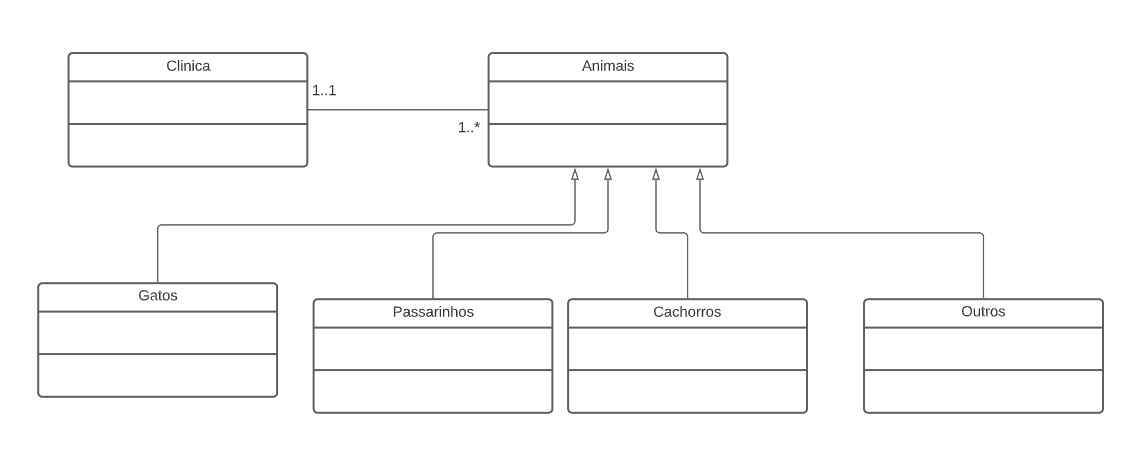 Clinica
Animais
1..1
1..*
Gatos
Passarinhos
Cachorros
Outros